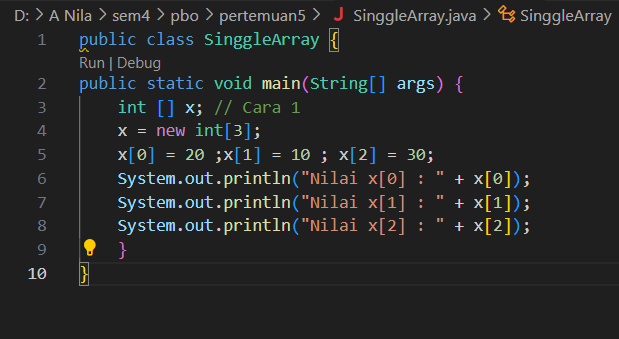 D: > A Nila > sem4 > pbo > pertemuan5 > J SinggleArray.java > SinggleArray
1 public class SinggleArray {
Run | Debug
2 public static void main(String[] args) {
3 int [] x; // Cara 1
4 x = new int[3];
5 x[0] = 20 ;x[1] = 10 ; x[2] = 30;
6 System.out.println("Nilai x[0] : " + x[0]);
7 System.out.println("Nilai x[1] : " + x[1]);
8 System.out.println("Nilai x[2] : " + x[2]);
9 }
10 }